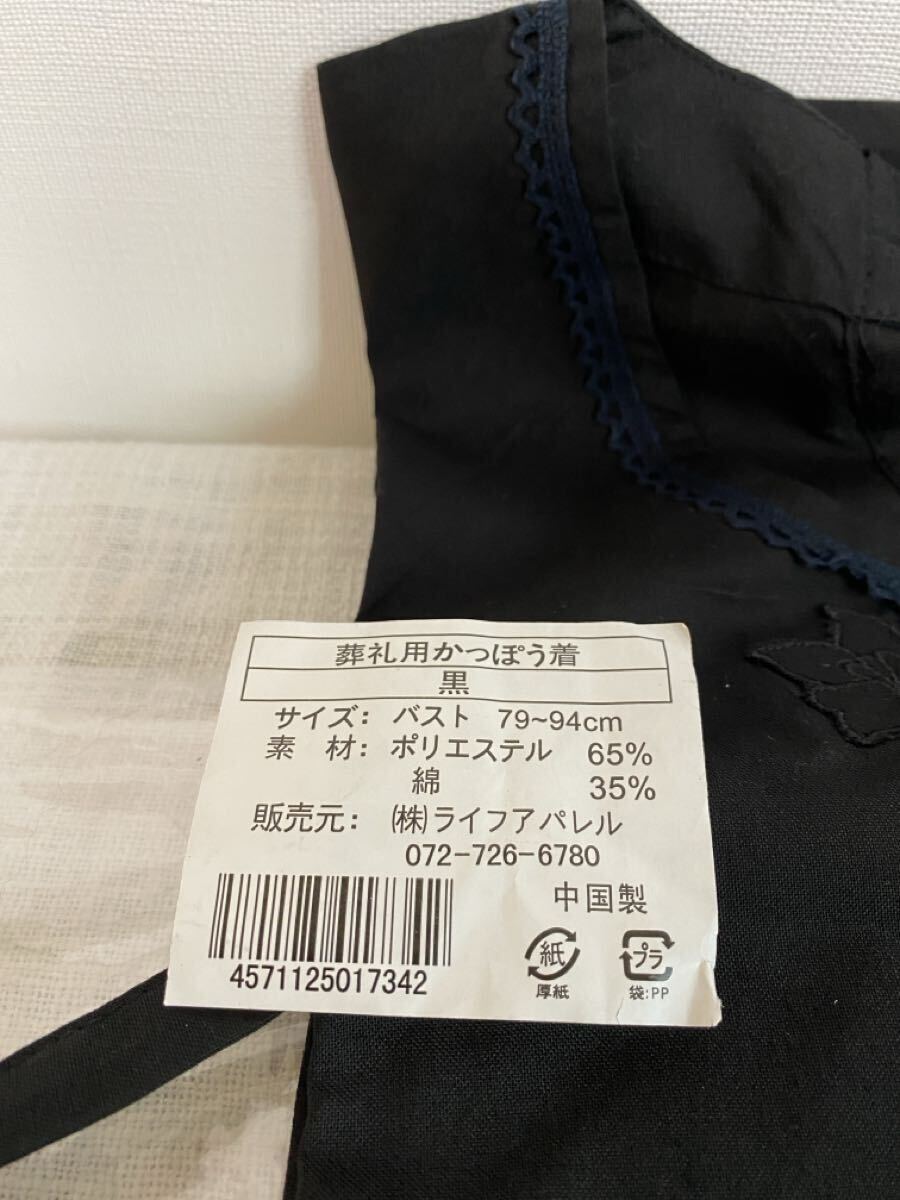 葬礼用かっぽう着
黒
サイズ: バスト 79~94cm
素 材: ポリエステル 65%
綿 35%
販売元: (株)ライフアパレル
072-726-6780
中国製
4571125017342
紙 プラ
厚紙 袋:PP